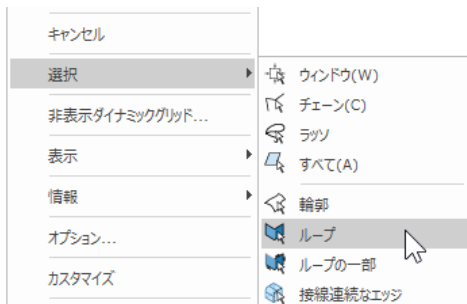 キャンセル
選択
非表示ダイナミックグリッド...
表示
情報
オプション...
カスタマイズ
ウィンドウ(W)
チェーン(C)
ラッソ
すべて(A)
輪郭
ループ
ループの一部
接線連続なエッジ